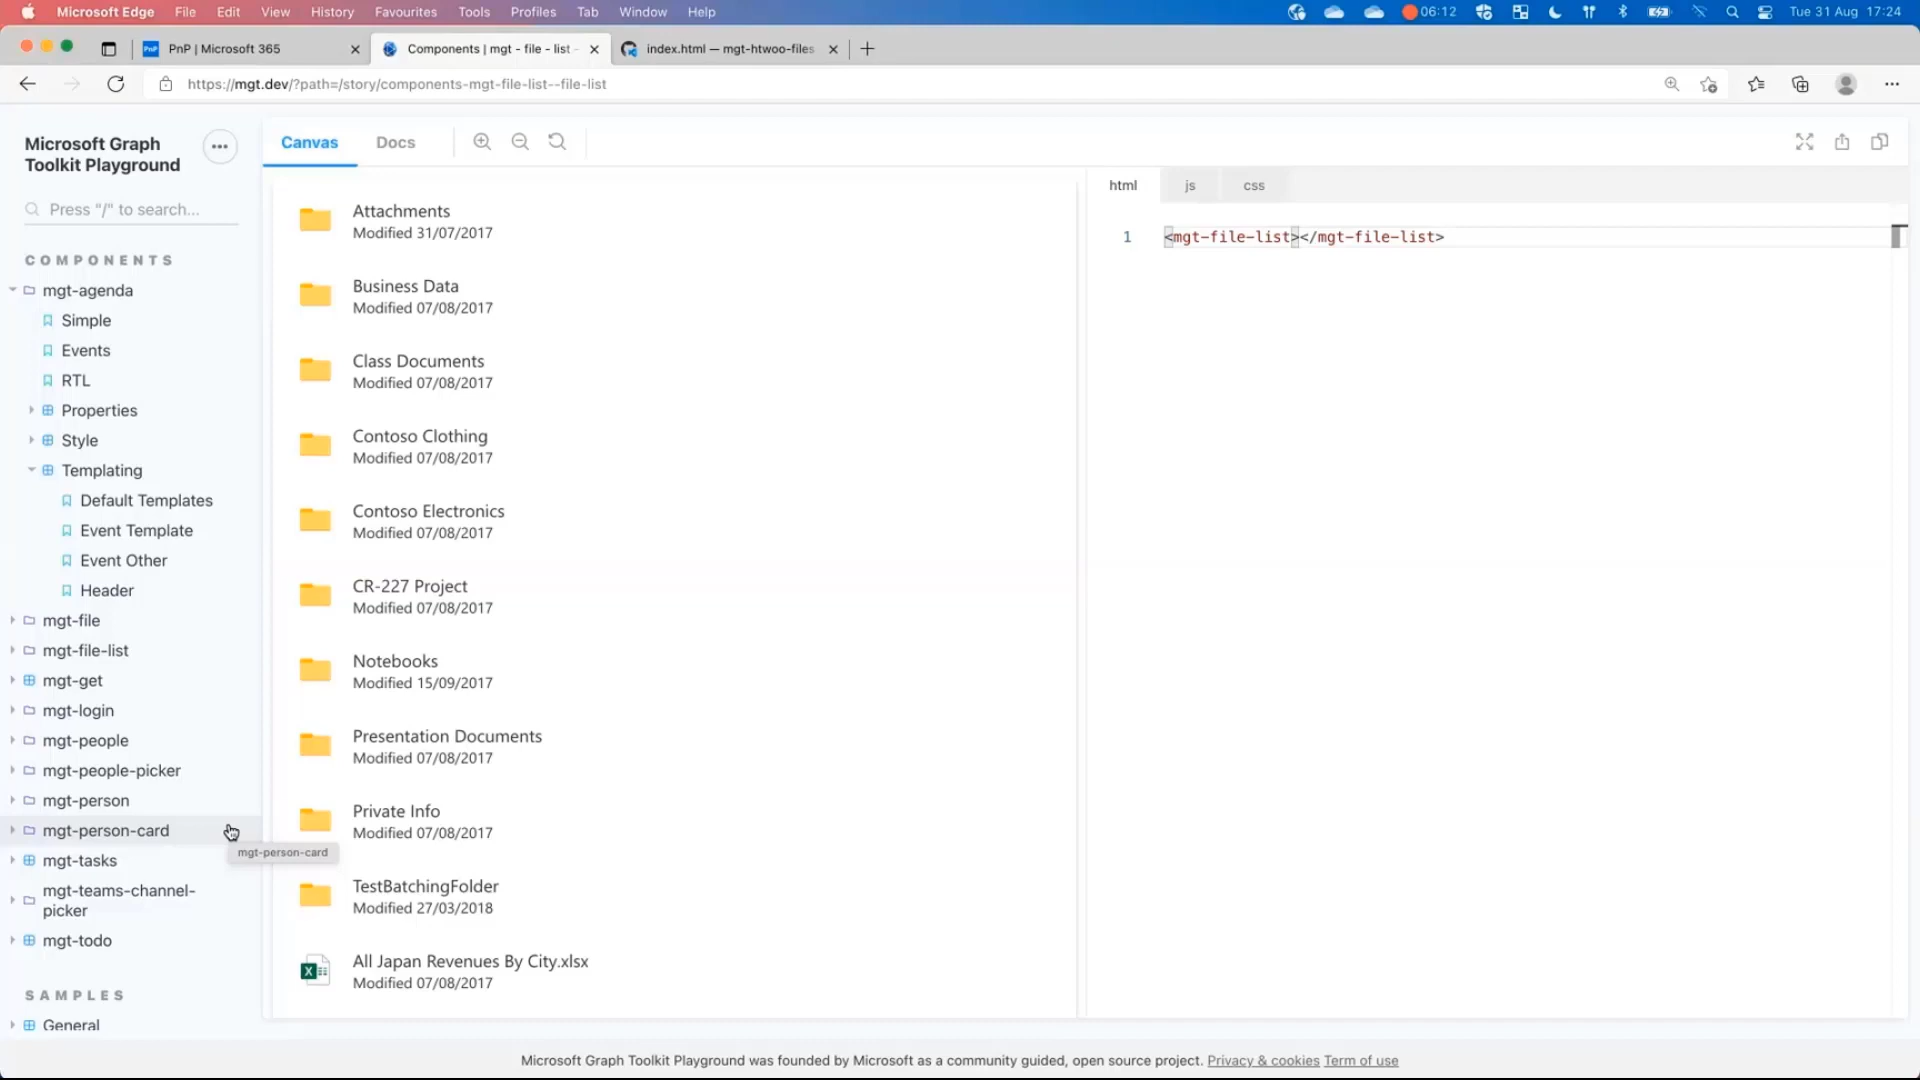 Microsoft Edge File Edit View History Favourites Tools Profiles Tab Window Help 06:12 Tue 31 Aug 17:24
PnP PnP | Microsoft 365 Components | mgt - file - list - index.html — mgt-htwoo-files
https://mgt.dev/?path=/story/components-mgt-file-list--file-list
Microsoft Graph
Toolkit Playground
Press "/" to search...
COMPONENTS
mgt-agenda
Simple
Events
RTL
Properties
Style
Templating
Default Templates
Event Template
Event Other
Header
mgt-file
mgt-file-list
mgt-get
mgt-login
mgt-people
mgt-people-picker
mgt-person
mgt-person-card
mgt-person-card
mgt-tasks
mgt-teams-channel-
picker
mgt-todo
SAMPLES
General
Canvas Docs
Attachments
Modified 31/07/2017
Business Data
Modified 07/08/2017
Class Documents
Modified 07/08/2017
Contoso Clothing
Modified 07/08/2017
Contoso Electronics
Modified 07/08/2017
CR-227 Project
Modified 07/08/2017
Notebooks
Modified 15/09/2017
Presentation Documents
Modified 07/08/2017
Private Info
Modified 07/08/2017
TestBatchingFolder
Modified 27/03/2018
All Japan Revenues By City.xlsx
Modified 07/08/2017
html js css
1 <mgt-file-list></mgt-file-list>
Microsoft Graph Toolkit Playground was founded by Microsoft as a community guided, open source project. Privacy & cookies Term of use